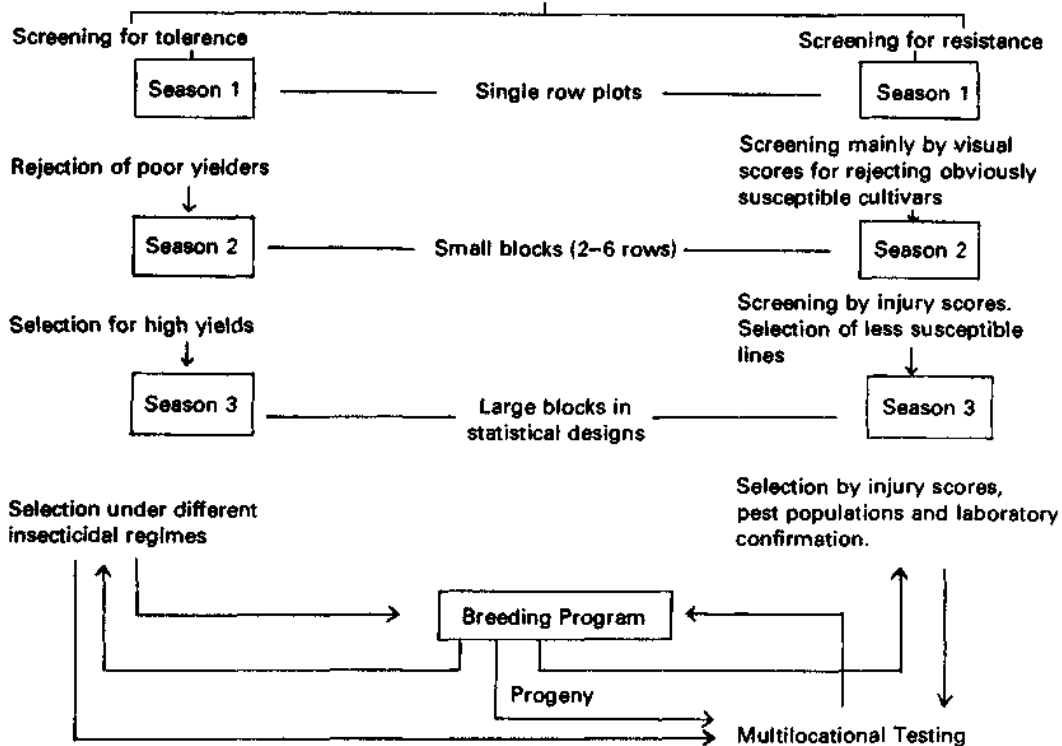 Screening for tolerence
Screening for resistance
Season 1
Single row plots
Season 1
Rejection of poor yielders
Screening mainly by visual
scores for rejecting obviously
susceptible cultivars
Season 2
Small blocks (2–6 rows)
Season 2
Selection for high yields
Screening by injury scores.
Selection of less susceptible
lines
Season 3
Large blocks in
statistical designs
Season 3
Selection under different
insecticidal regimes
Selection by injury scores,
pest populations and laboratory
confirmation.
Breeding Program
Progeny
Multilocational Testing